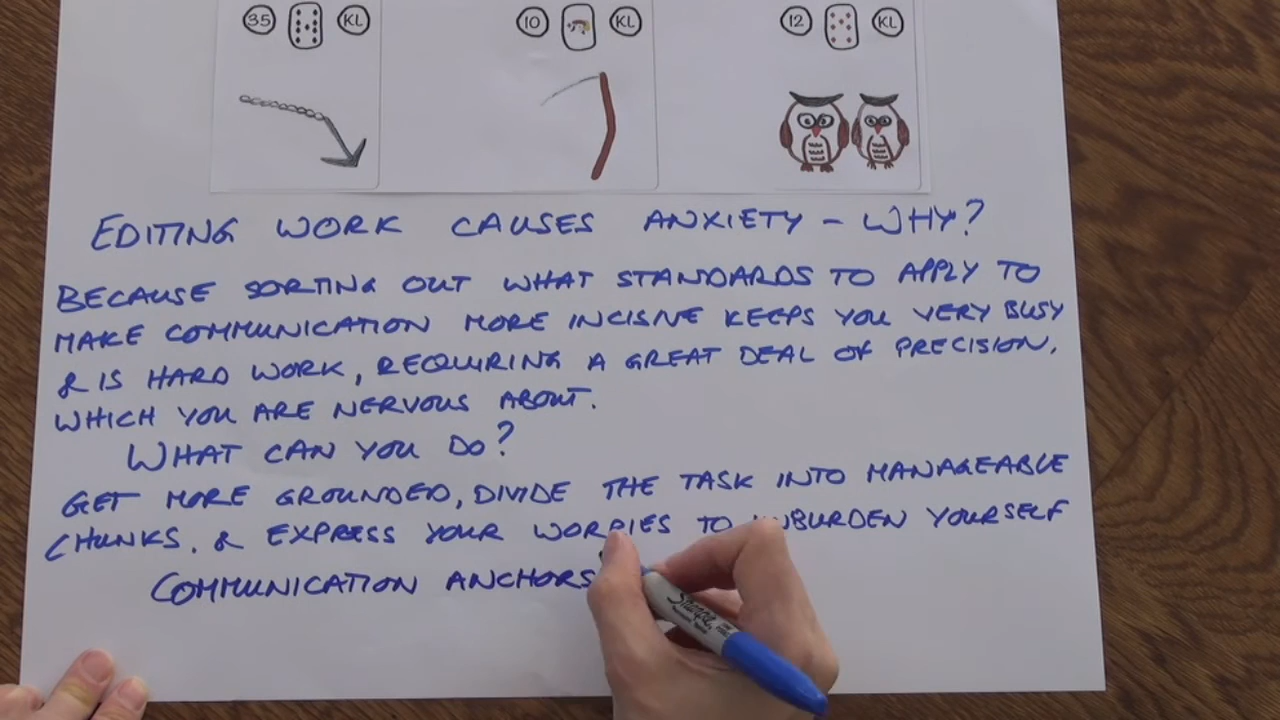 35 KL 10 KL 12 KL
EDITING WORK CAUSES ANXIETY - WHY?
BECAUSE SORTING OUT WHAT STANDARDS TO APPLY TO
MAKE COMMUNICATION MORE INCISIVE KEEPS YOU VERY BUSY
& IS HARD WORK, REQUIRING A GREAT DEAL OF PRECISION,
WHICH YOU ARE NERVOUS ABOUT.
WHAT CAN YOU DO?
GET MORE GROUNDED, DIVIDE THE TASK INTO MANAGEABLE
CHUNKS. & EXPRESS YOUR WORRIES TO UNBURDEN YOURSELF
COMMUNICATION ANCHORS
Sharpie